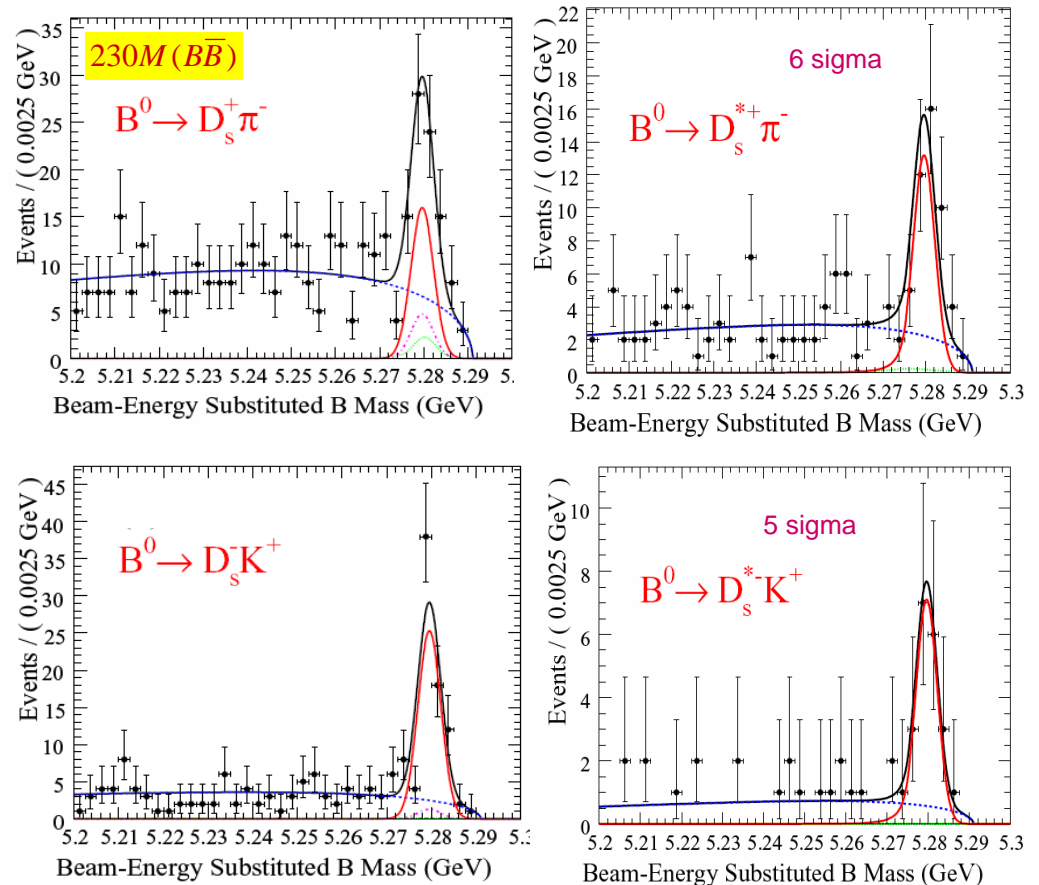 230M(BB̅)
B⁰→ Dₛ⁺π⁻
Events / ( 0.0025 GeV )
35
30
25
20
15
10
5
0
5.2 5.21 5.22 5.23 5.24 5.25 5.26 5.27 5.28 5.29 5.
Beam-Energy Substituted B Mass (GeV)
6 sigma
B⁰→ Dₛ*⁺π⁻
Events / ( 0.0025 GeV )
22
20
18
16
14
12
10
8
6
4
2
0
5.2 5.21 5.22 5.23 5.24 5.25 5.26 5.27 5.28 5.29 5.3
Beam-Energy Substituted B Mass (GeV)
B⁰→ Dₛ⁻K⁺
Events / ( 0.0025 GeV )
45
40
35
30
25
20
15
10
5
0
5.2 5.21 5.22 5.23 5.24 5.25 5.26 5.27 5.28 5.29 5.3
Beam-Energy Substituted B Mass (GeV)
5 sigma
B⁰→ Dₛ*⁻K⁺
Events / ( 0.0025 GeV )
10
8
6
4
2
0
5.2 5.21 5.22 5.23 5.24 5.25 5.26 5.27 5.28 5.29 5.3
Beam-Energy Substituted B Mass (GeV)